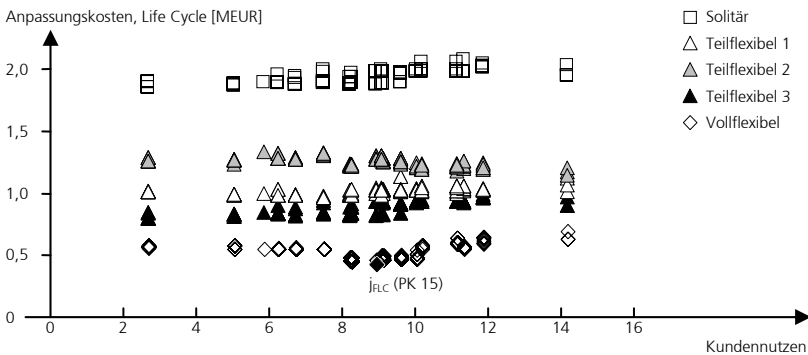 Anpassungskosten, Life Cycle [MEUR]
Solitär
Teilflexibel 1
Teilflexibel 2
Teilflexibel 3
Vollflexibel
2,0
1,5
1,0
0,5
0
jFLC (PK 15)
0 2 4 6 8 10 12 14 16
Kundennutzen